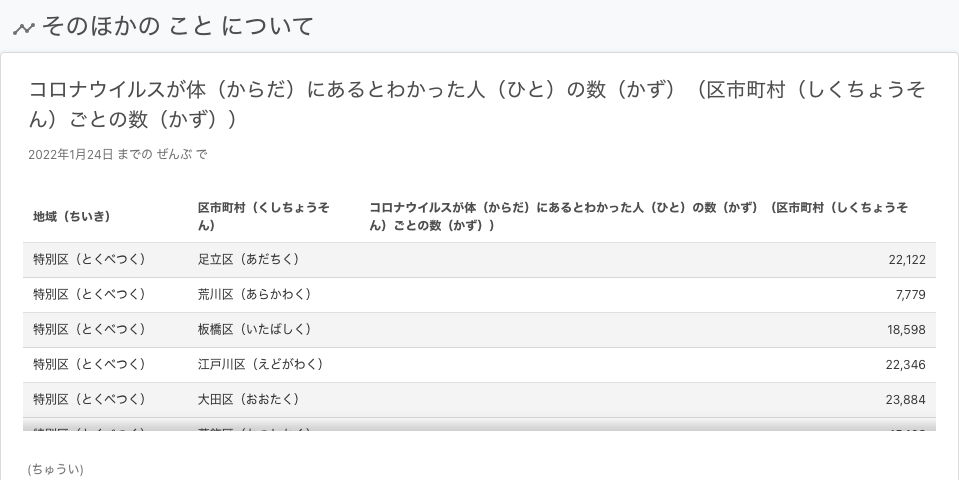 そのほかの こと について
コロナウイルスが体（からだ）にあるとわかった人（ひと）の数（かず）（区市町村（しくちょうそ
ん）ごとの数（かず））
2022年1月24日 までの ぜんぶ で
地域（ちいき）
区市町村（くしちょうそ
ん）
コロナウイルスが体（からだ）にあるとわかった人（ひと）の数（かず）（区市町村（しくちょうそ
ん）ごとの数（かず））
特別区（とくべつく） 足立区（あだちく） 22,122
特別区（とくべつく） 荒川区（あらかわく） 7,779
特別区（とくべつく） 板橋区（いたばしく） 18,598
特別区（とくべつく） 江戸川区（えどがわく） 22,346
特別区（とくべつく） 大田区（おおたく） 23,884
(ちゅうい)